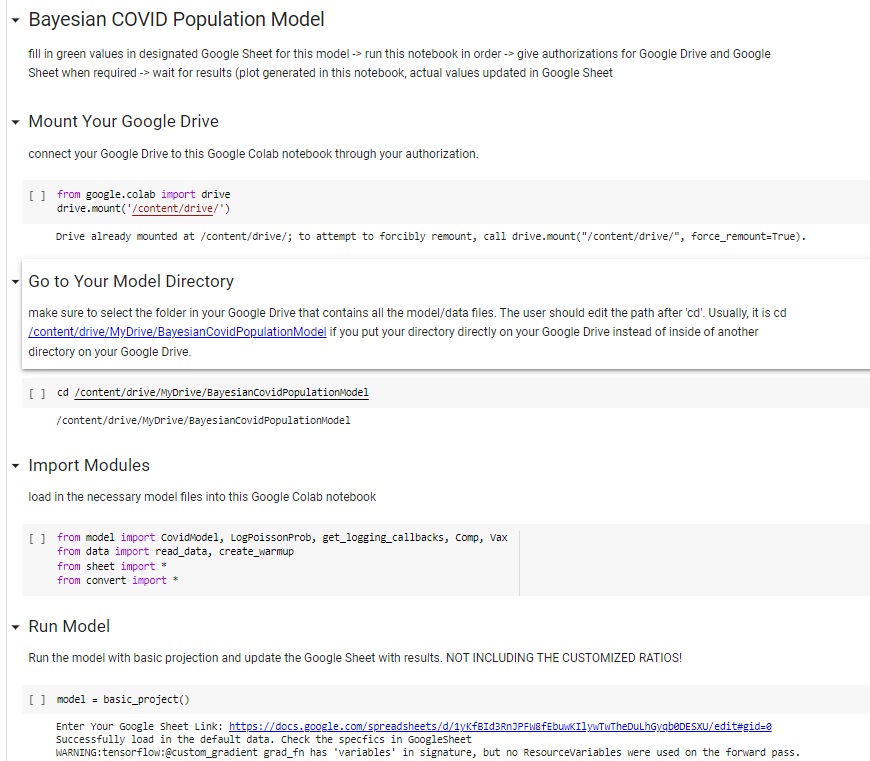 Bayesian COVID Population Model
fill in green values in designated Google Sheet for this model -> run this notebook in order -> give authorizations for Google Drive and Google
Sheet when required -> wait for results (plot generated in this notebook, actual values updated in Google Sheet
Mount Your Google Drive
connect your Google Drive to this Google Colab notebook through your authorization.
[ ] from google.colab import drive
drive.mount('/content/drive/')
Drive already mounted at /content/drive/; to attempt to forcibly remount, call drive.mount("/content/drive/", force_remount=True).
Go to Your Model Directory
make sure to select the folder in your Google Drive that contains all the model/data files. The user should edit the path after 'cd'. Usually, it is cd
/content/drive/MyDrive/BayesianCovidPopulationModel if you put your directory directly on your Google Drive instead of inside of another
directory on your Google Drive.
[ ] cd /content/drive/MyDrive/BayesianCovidPopulationModel
/content/drive/MyDrive/BayesianCovidPopulationModel
Import Modules
load in the necessary model files into this Google Colab notebook
[ ] from model import CovidModel, LogPoissonProb, get_logging_callbacks, Comp, Vax
from data import read_data, create_warmup
from sheet import *
from convert import *
Run Model
Run the model with basic projection and update the Google Sheet with results. NOT INCLUDING THE CUSTOMIZED RATIOS!
[ ] model = basic_project()
Enter Your Google Sheet Link: https://docs.google.com/spreadsheets/d/1yKfBId3RnJPFW8fEbuwKIlywTwTheDuLhGyqb0DESXU/edit#gid=0
Successfully load in the default data. Check the specfics in GoogleSheet
WARNING:tensorflow:@custom_gradient grad_fn has 'variables' in signature, but no ResourceVariables were used on the forward pass.